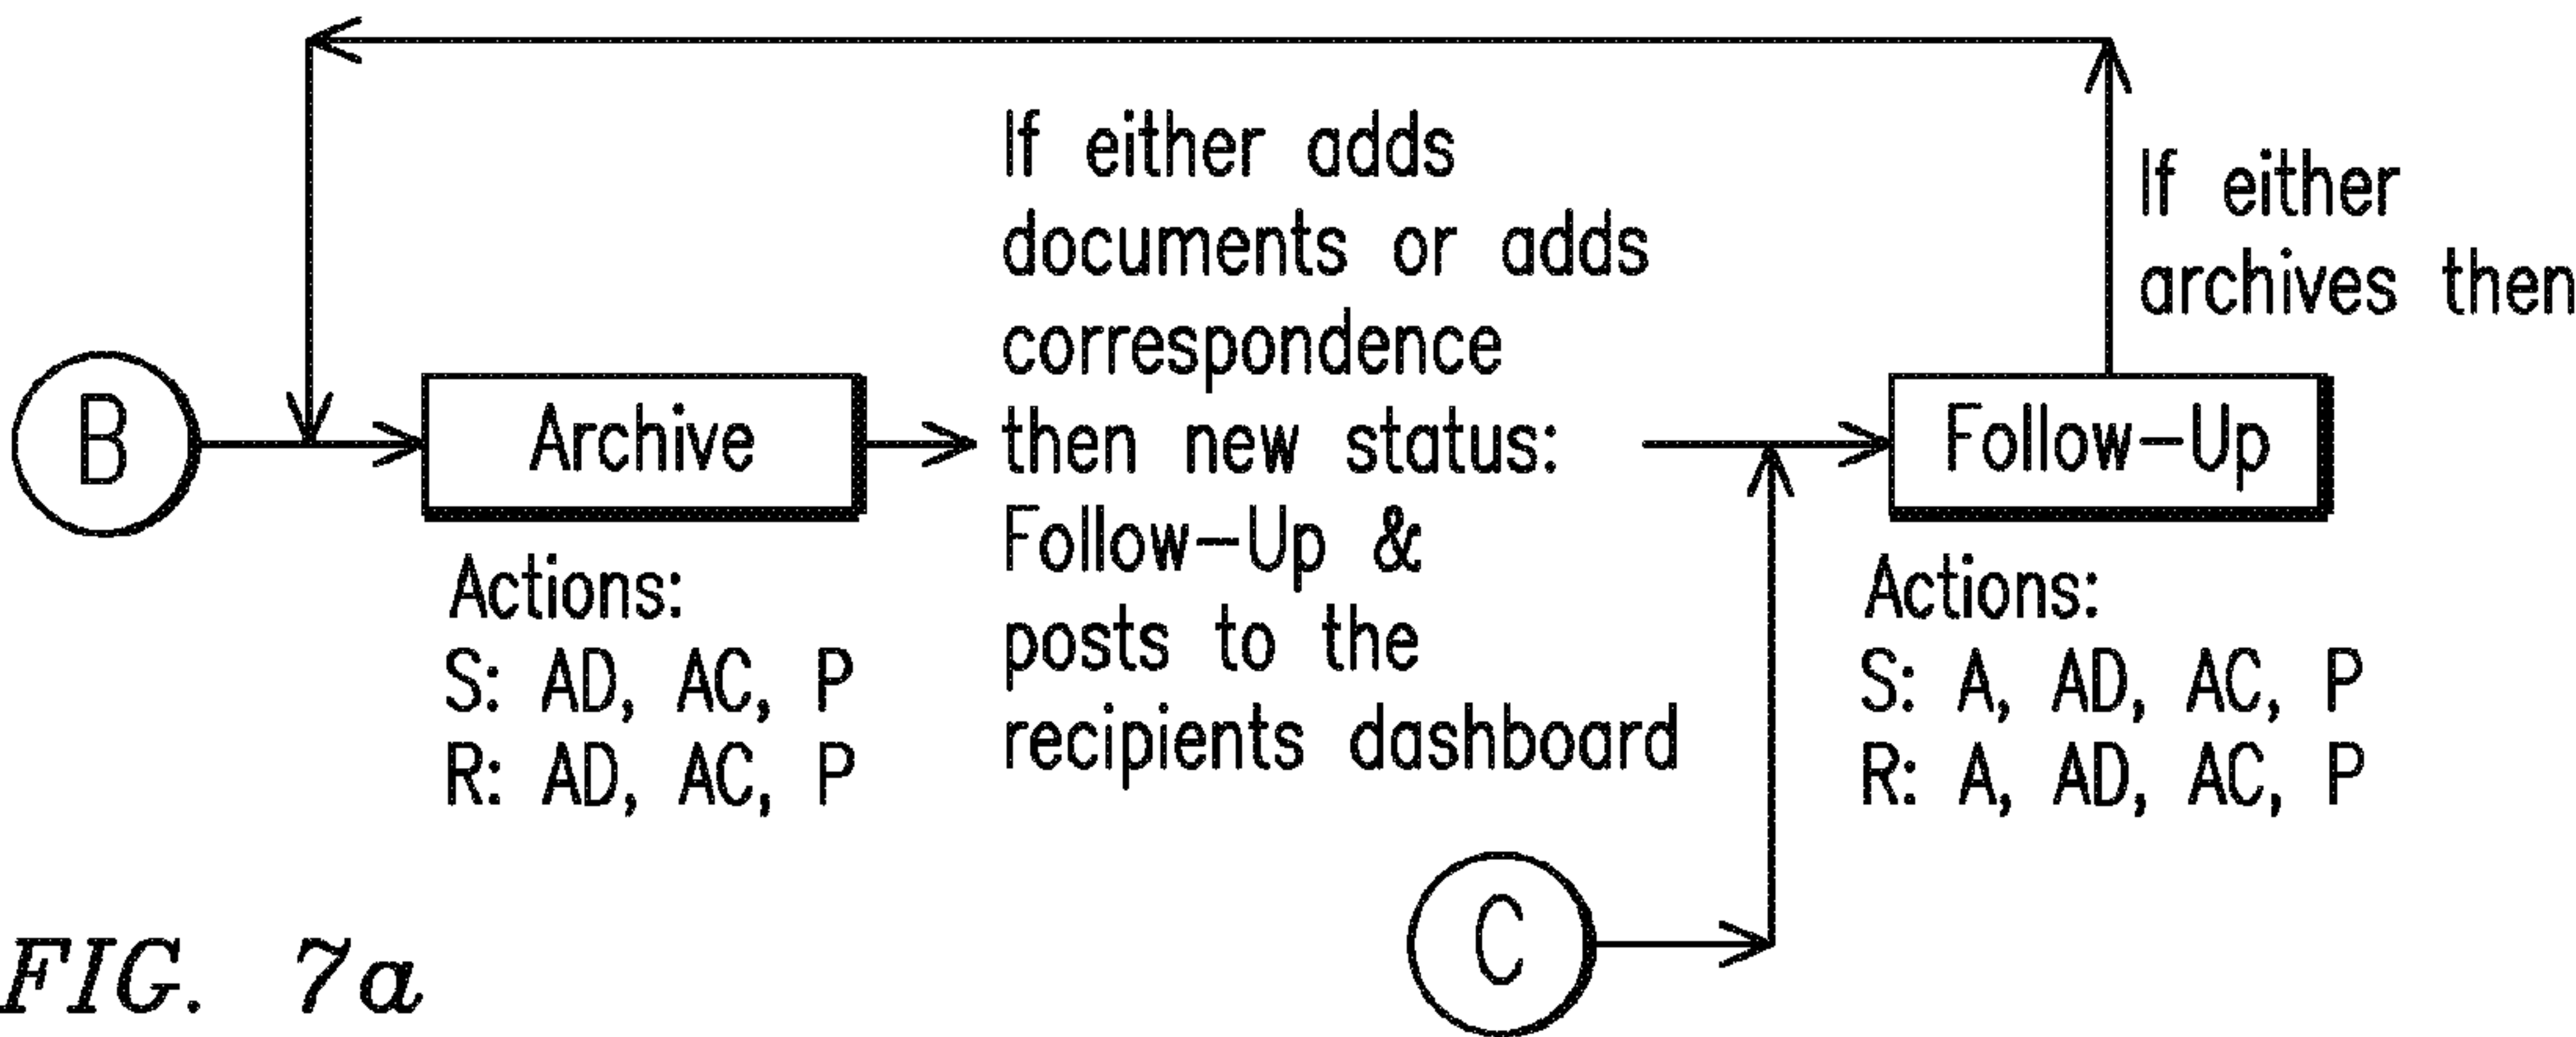 B
Archive
Actions:
S: AD, AC, P
R: AD, AC, P
If either adds
documents or adds
correspondence
then new status:
Follow-Up &
posts to the
recipients dashboard
If either
archives then
Follow-Up
Actions:
S: A, AD, AC, P
R: A, AD, AC, P
C
FIG. 7a